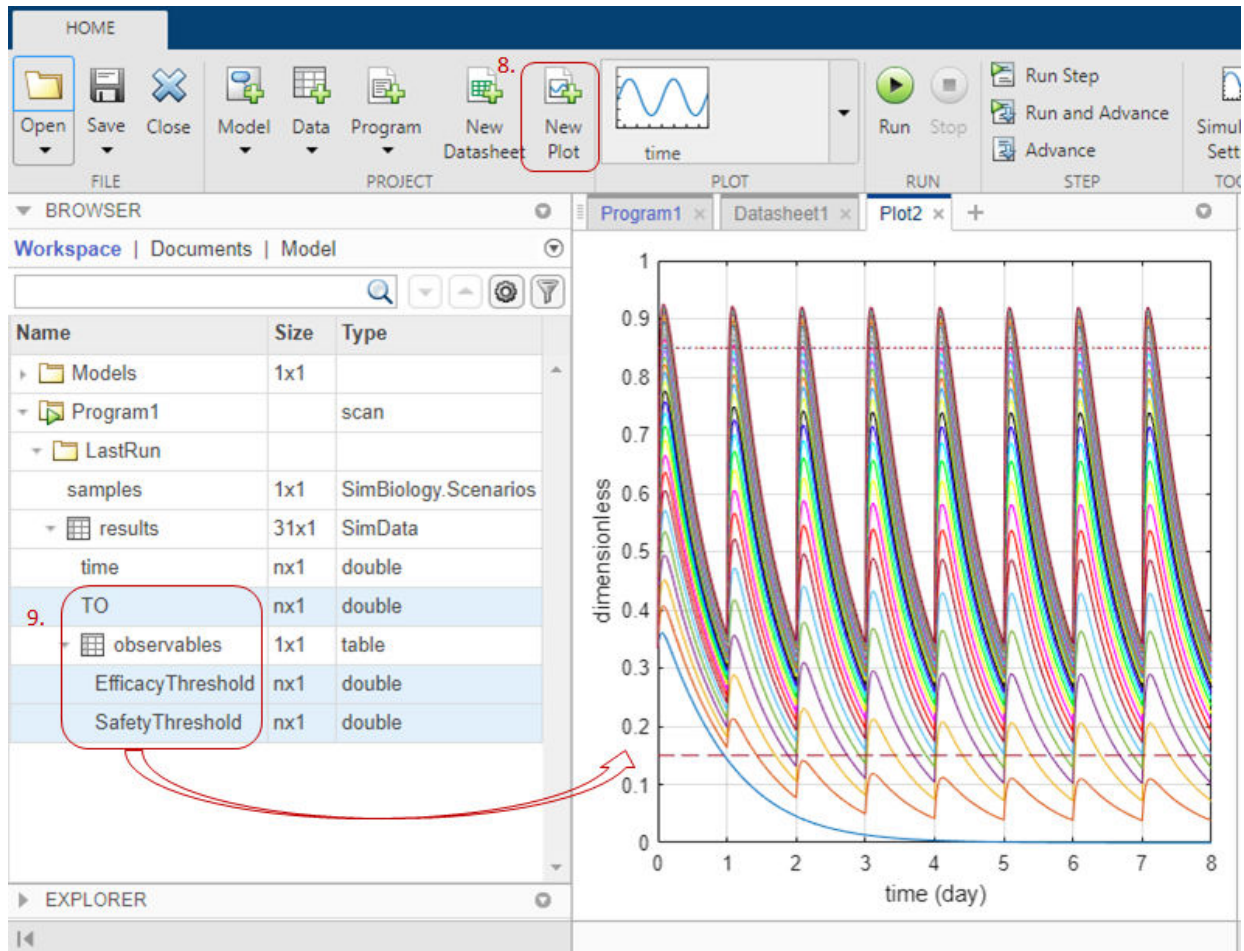 HOME
8.
Open
Save
Close
Model
Data
Program
New Dataset
New Plot
time
Run
Stop
Run Step
Run and Advance
Advance
Simul
Sett
FILE
PROJECT
PLOT
RUN
STEP
TOO
BROWSER
Program1 × Datasheet1 × Plot2 × +
Workspace | Documents | Model
Name Size Type
Models 1x1
Program1 scan
LastRun
samples 1x1 SimBiology.Scenarios
results 31x1 SimData
time nx1 double
9.
TO nx1 double
observables 1x1 table
EfficacyThreshold nx1 double
SafetyThreshold nx1 double
EXPLORER
1
0.9
0.8
0.7
0.6
0.5
0.4
0.3
0.2
0.1
0
dimensionless
0 1 2 3 4 5 6 7 8
time (day)